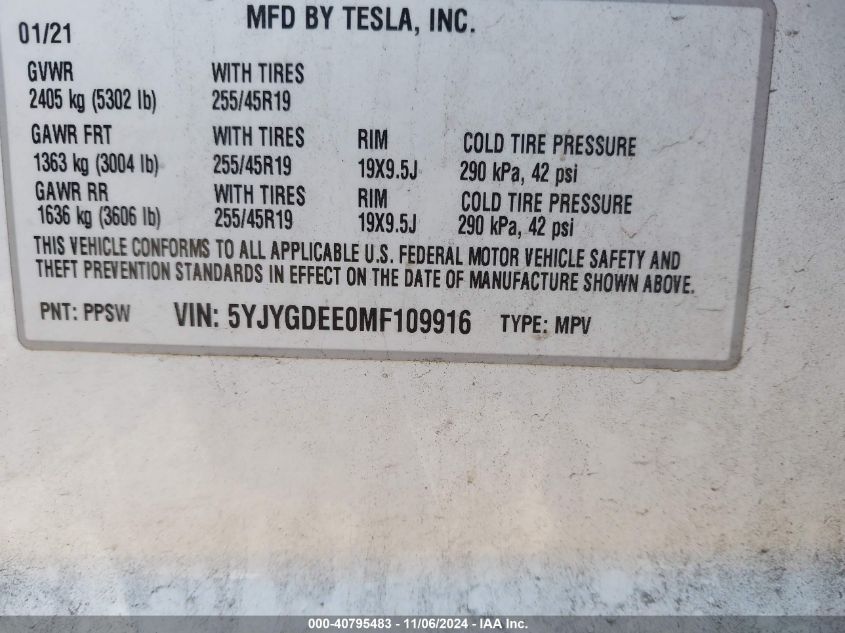 MFD BY TESLA, INC.
01/21
GVWR WITH TIRES
2405 kg (5302 lb) 255/45R19
GAWR FRT WITH TIRES RIM COLD TIRE PRESSURE
1363 kg (3004 lb) 255/45R19 19X9.5J 290 kPa, 42 psi
GAWR RR WITH TIRES RIM COLD TIRE PRESSURE
1636 kg (3606 lb) 255/45R19 19X9.5J 290 kPa, 42 psi
THIS VEHICLE CONFORMS TO ALL APPLICABLE U.S. FEDERAL MOTOR VEHICLE SAFETY AND
THEFT PREVENTION STANDARDS IN EFFECT ON THE DATE OF MANUFACTURE SHOWN ABOVE.
PNT: PPSW VIN: 5YJYGDEE0MF109916 TYPE: MPV
000-40795483 - 11/06/2024 - IAA Inc.